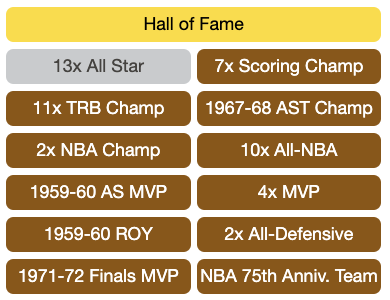 Hall of Fame
13x All Star
7x Scoring Champ
11x TRB Champ
1967-68 AST Champ
2x NBA Champ
10x All-NBA
1959-60 AS MVP
4x MVP
1959-60 ROY
2x All-Defensive
1971-72 Finals MVP
NBA 75th Anniv. Team